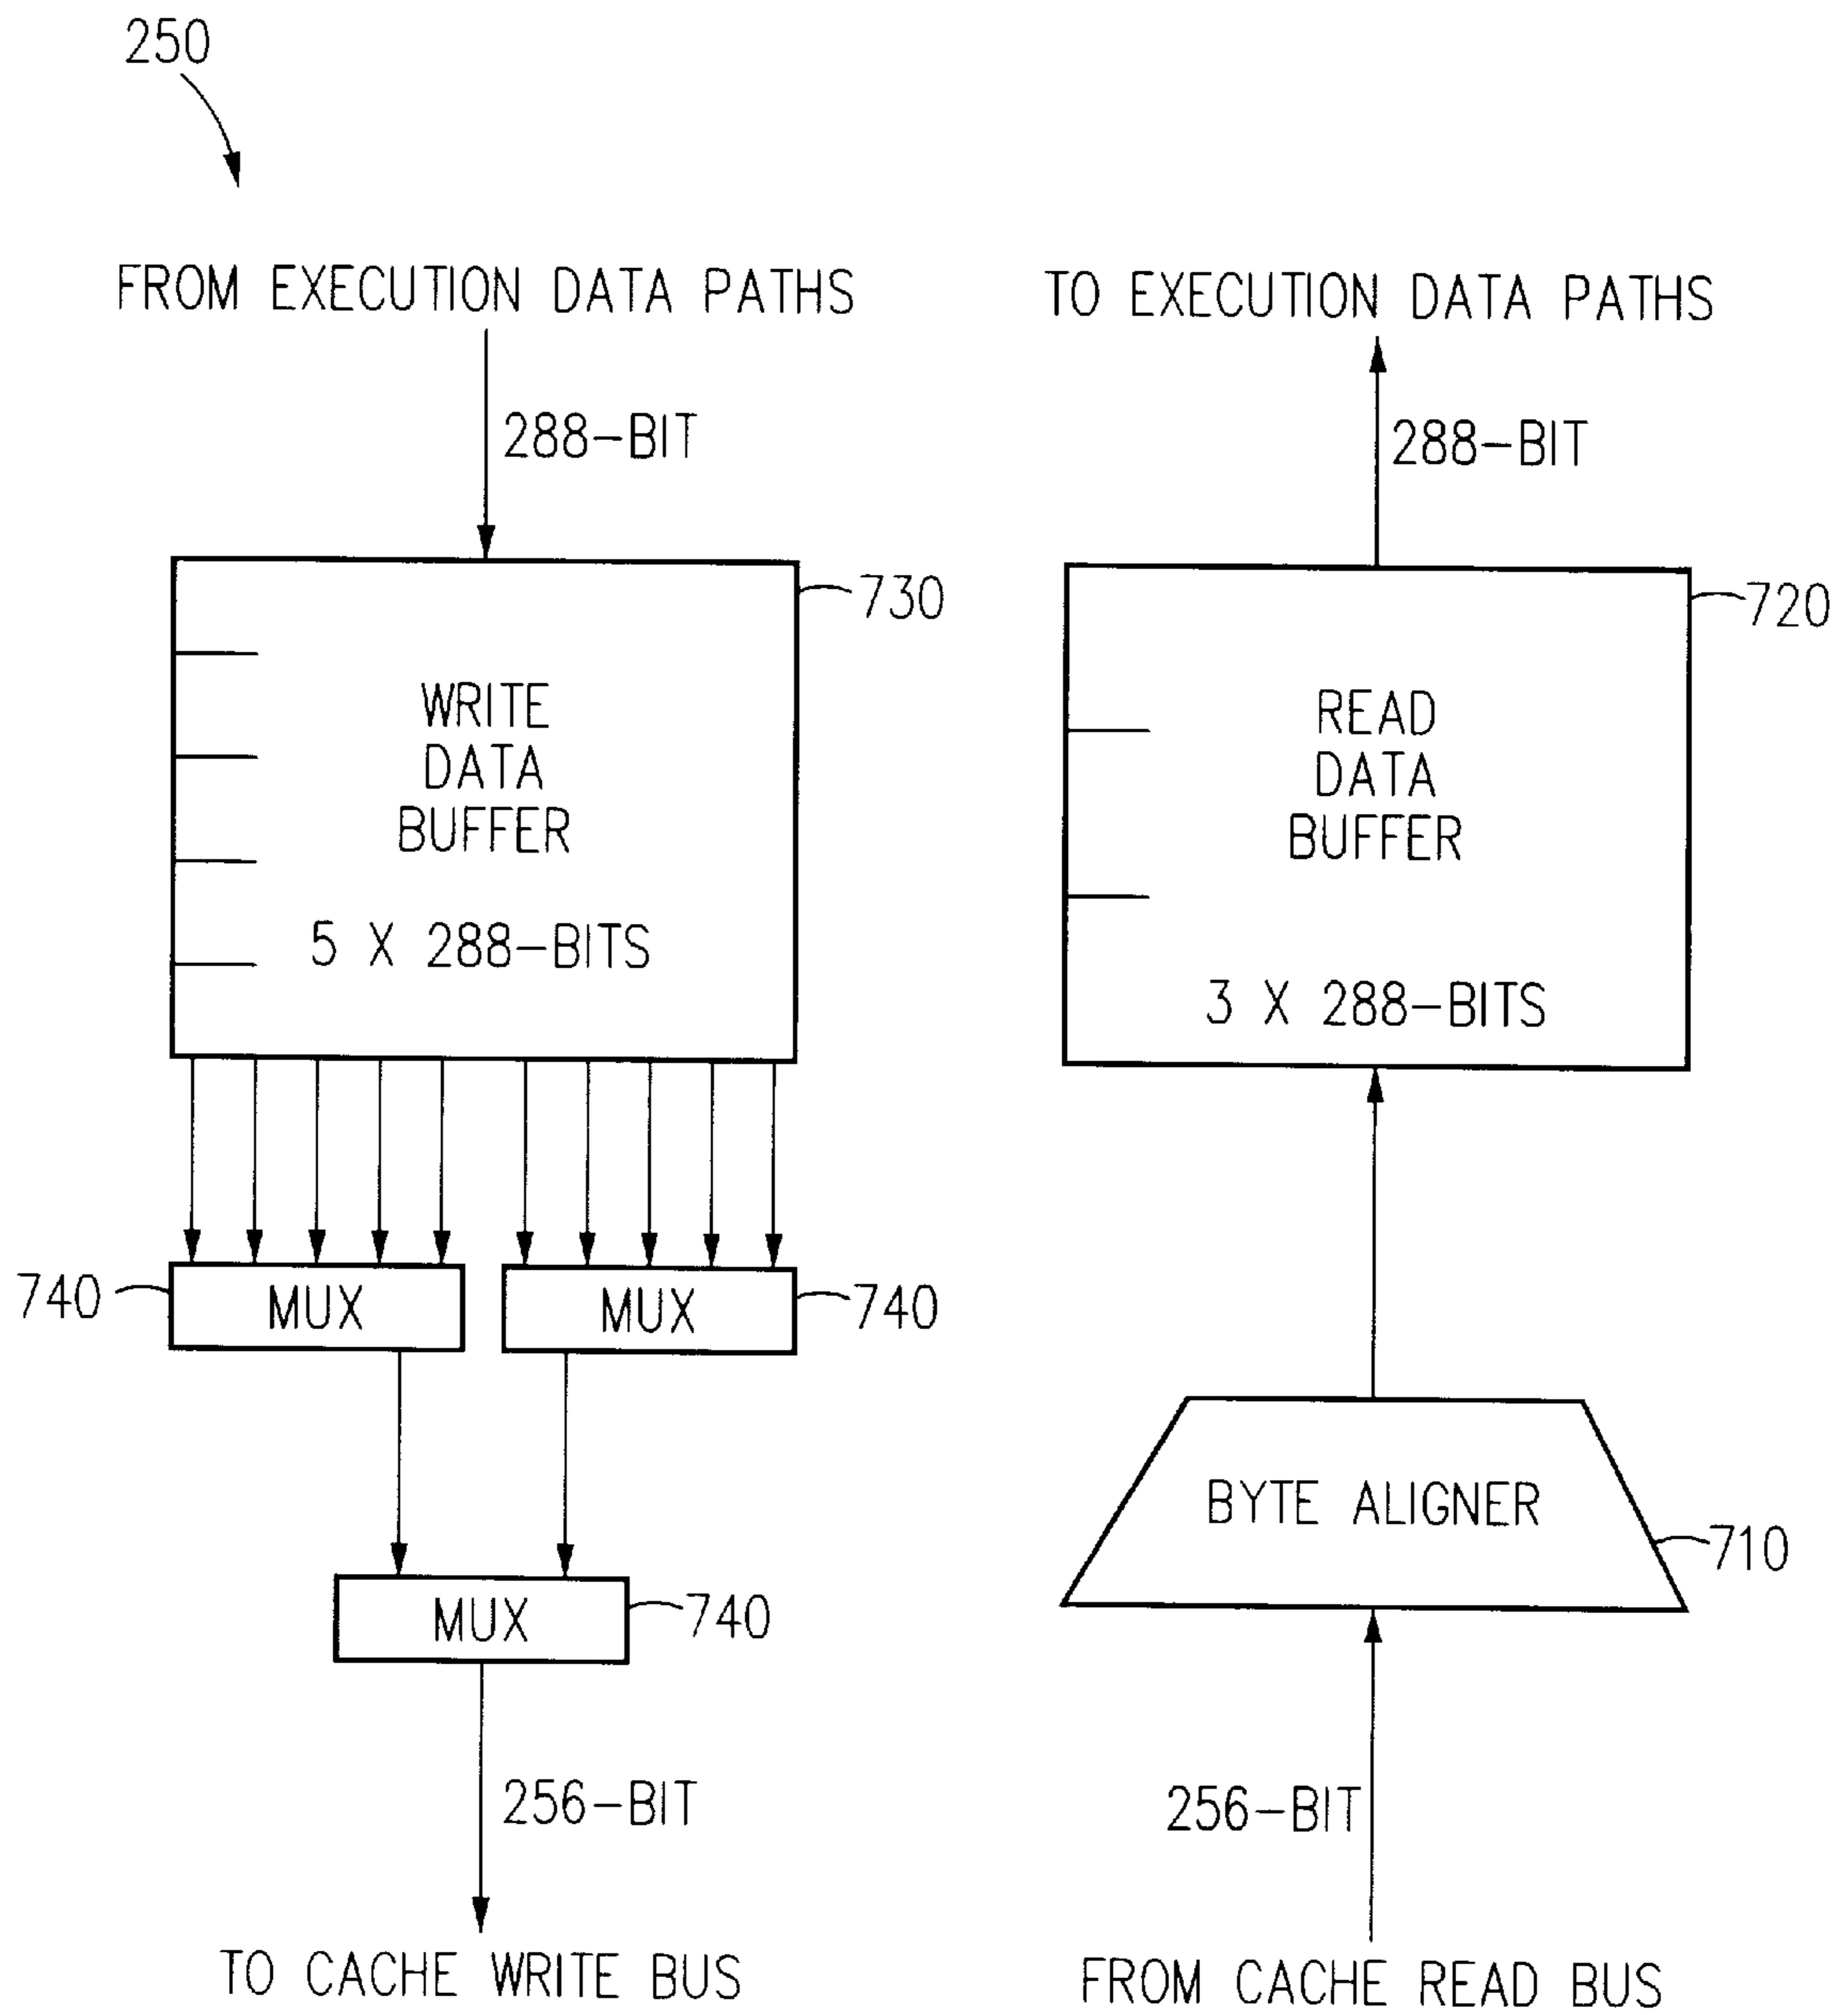 250
FROM EXECUTION DATA PATHS
288-BIT
730
WRITE
DATA
BUFFER
5 X 288-BITS
740
MUX
MUX
740
MUX
740
256-BIT
TO CACHE WRITE BUS
TO EXECUTION DATA PATHS
288-BIT
720
READ
DATA
BUFFER
3 X 288-BITS
BYTE ALIGNER
710
256-BIT
FROM CACHE READ BUS